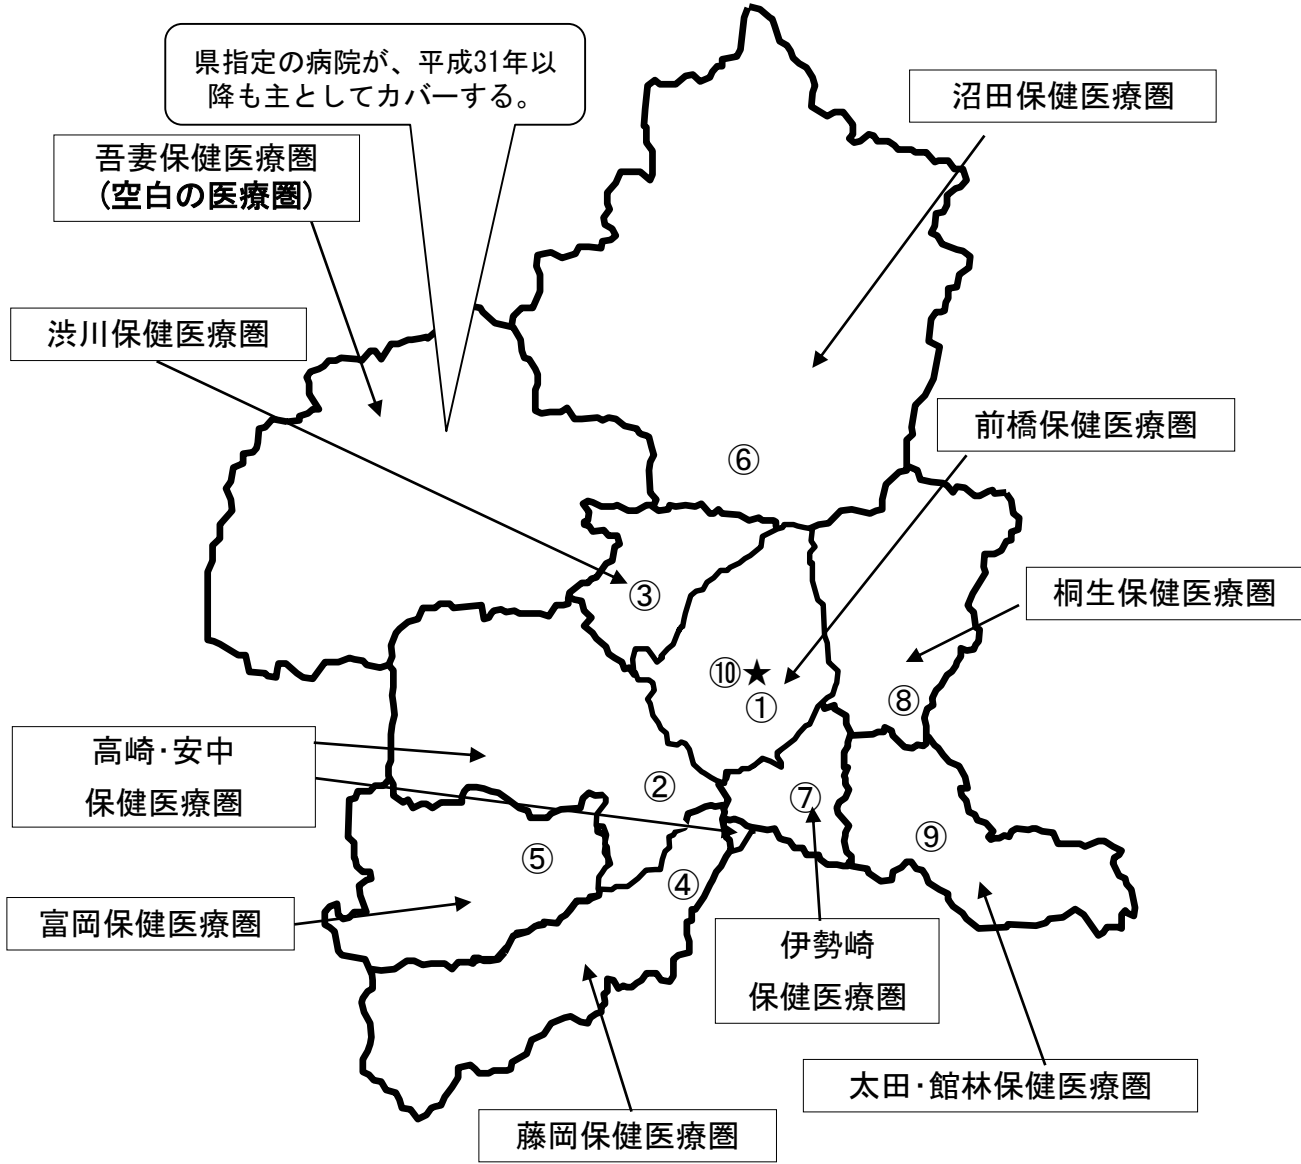 県指定の病院が、平成31年以
降も主としてカバーする。
沼田保健医療圏
吾妻保健医療圏
(空白の医療圏)
渋川保健医療圏
前橋保健医療圏
⑥
③
桐生保健医療圏
⑩★
①
⑧
高崎・安中
保健医療圏
②
⑦
⑨
⑤
④
富岡保健医療圏
伊勢崎
保健医療圏
太田・館林保健医療圏
藤岡保健医療圏